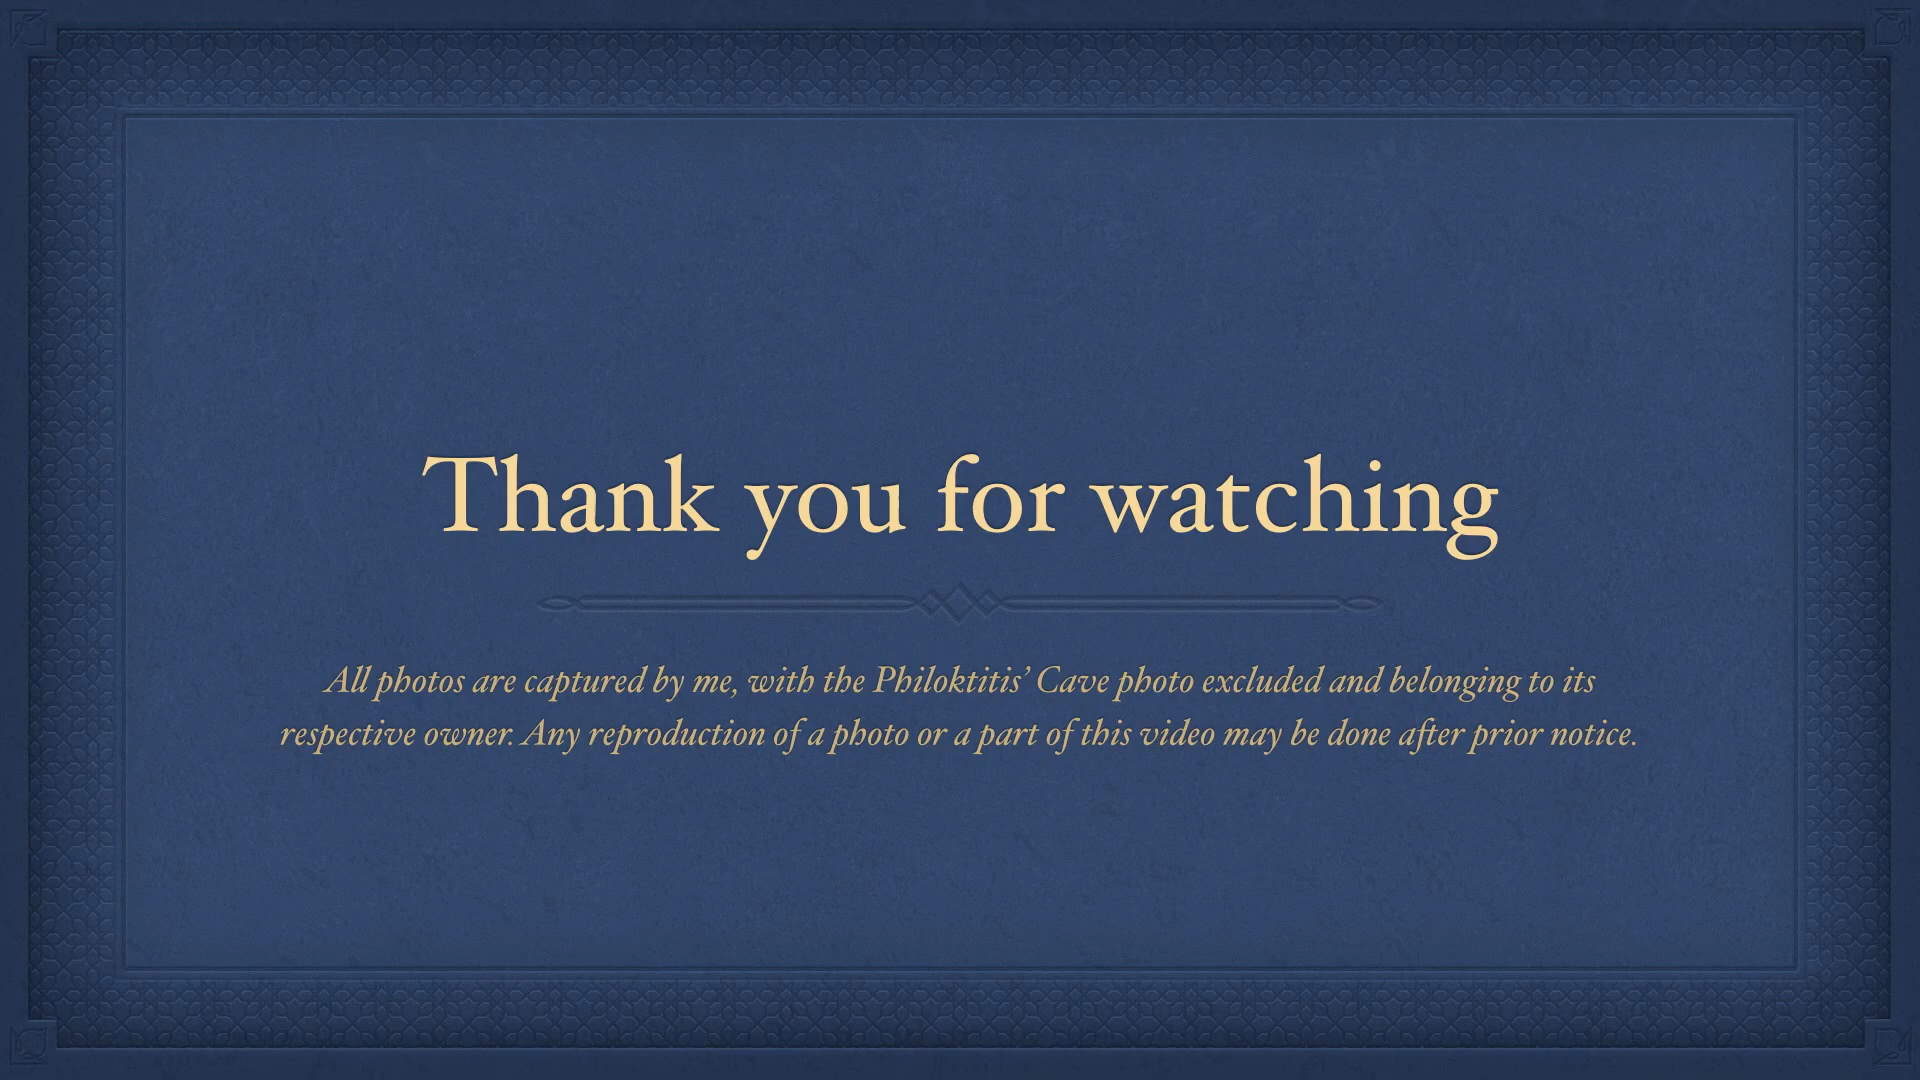 Thank you for watching
All photos are captured by me, with the Philoktitis’ Cave photo excluded and belonging to its
respective owner. Any reproduction of a photo or a part of this video may be done after prior notice.